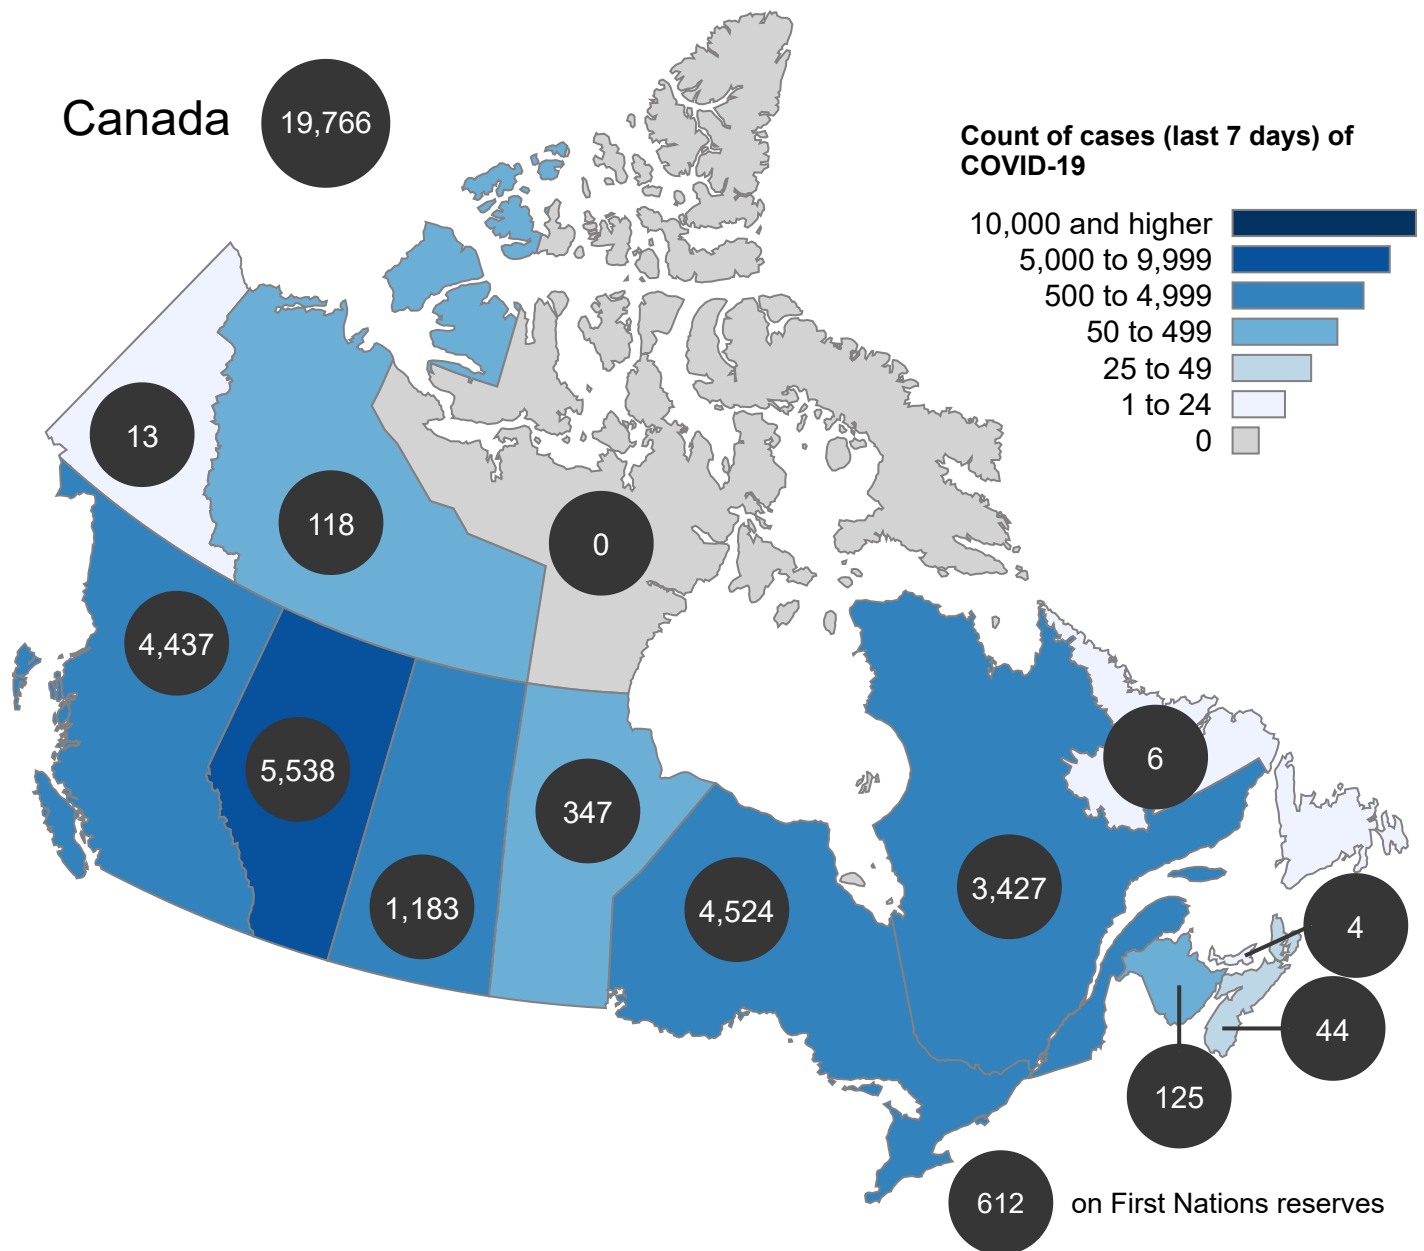 Canada
19,766
Count of cases (last 7 days) of
COVID-19
10,000 and higher
5,000 to 9,999
500 to 4,999
50 to 499
25 to 49
1 to 24
0
13
118
0
4,437
5,538
1,183
347
4,524
3,427
6
4
44
125
612
on First Nations reserves